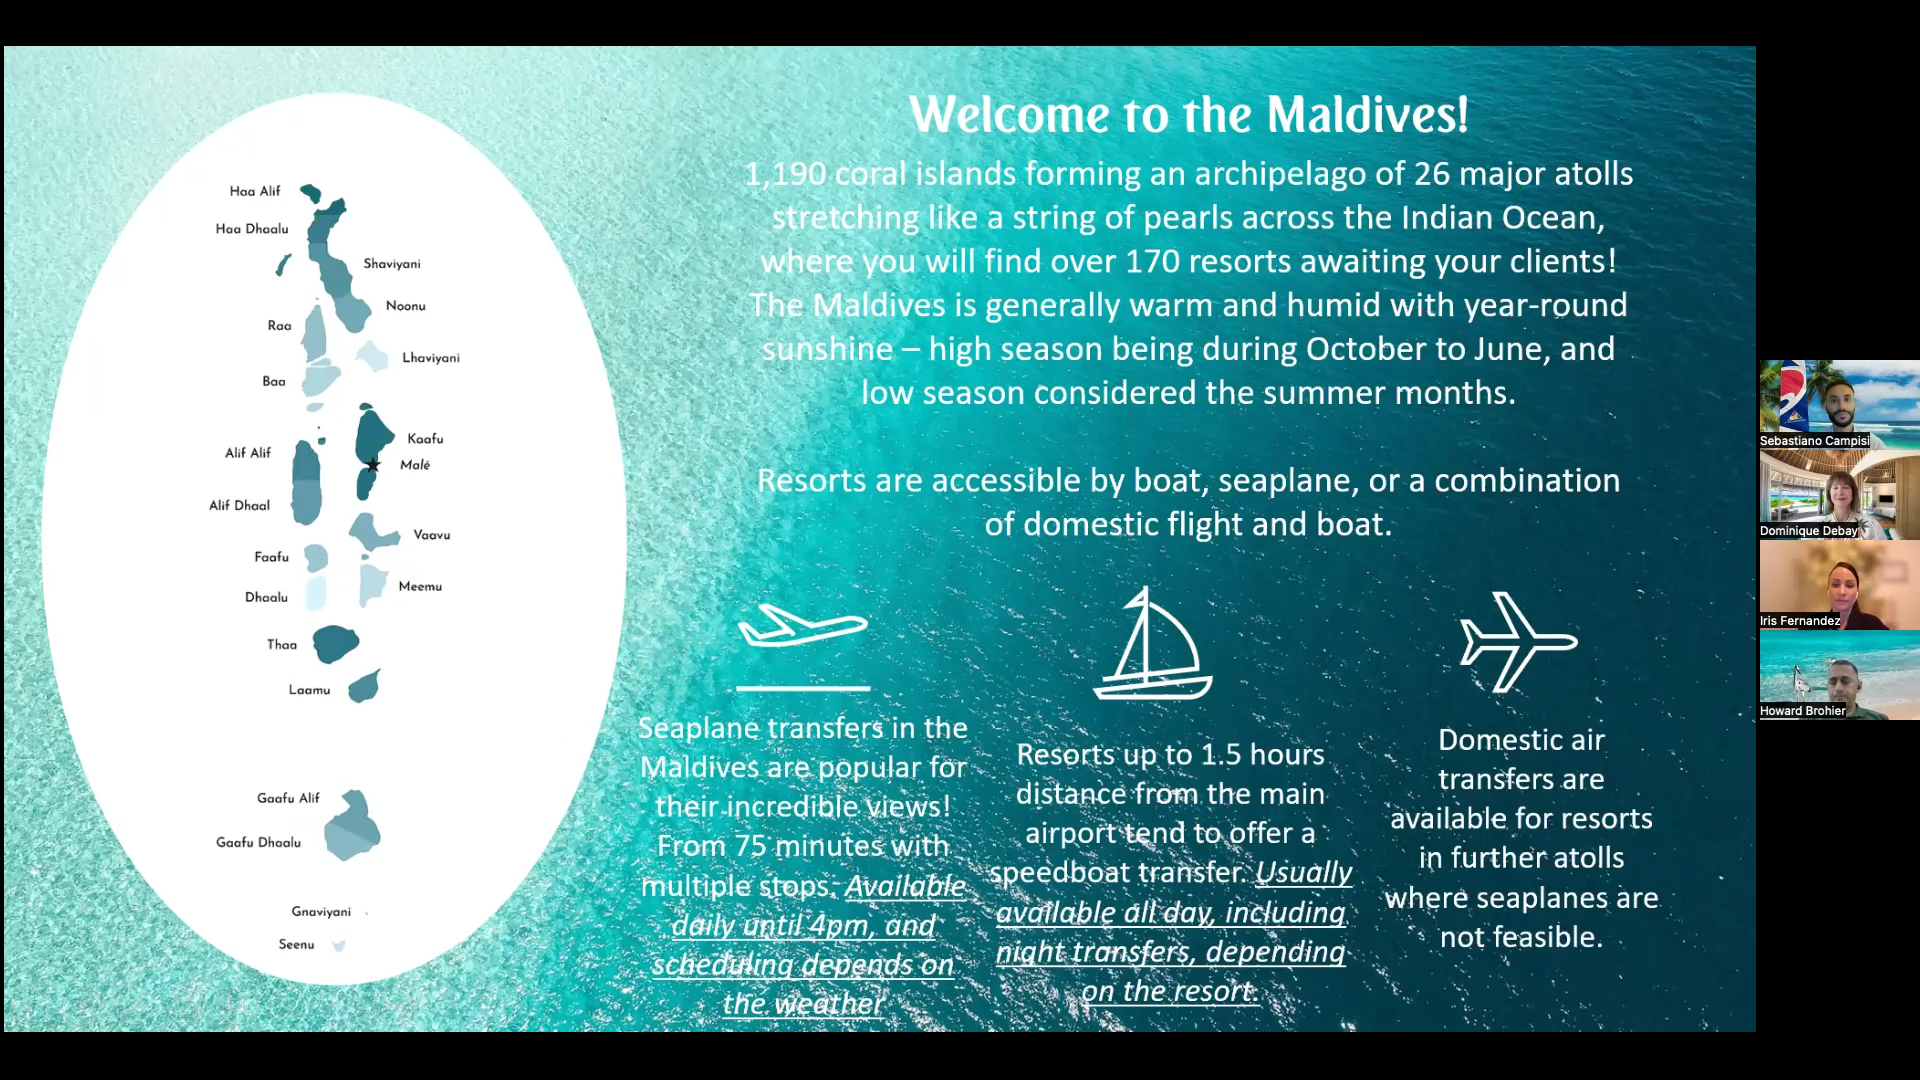 Welcome to the Maldives!
1,190 coral islands forming an archipelago of 26 major atolls
stretching like a string of pearls across the Indian Ocean,
where you will find over 170 resorts awaiting your clients!
The Maldives is generally warm and humid with year-round
sunshine – high season being during October to June, and
low season considered the summer months.
Resorts are accessible by boat, seaplane, or a combination
of domestic flight and boat.
Haa Alif
Haa Dhaalu
Shaviyani
Noonu
Raa
Lhaviyani
Baa
Kaafu
Alif Alif
Malé
Alif Dhaal
Vaavu
Faafu
Meemu
Dhaalu
Thaa
Laamu
Gaafu Alif
Gaafu Dhaalu
Gnaviyani
Seenu
Seaplane transfers in the
Maldives are popular for
their incredible views!
From 75 minutes with
multiple stops. Available
daily until 4pm, and
scheduling depends on
the weather
Resorts up to 1.5 hours
distance from the main
airport tend to offer a
speedboat transfer. Usually
available all day, including
night transfers, depending
on the resort.
Domestic air
transfers are
available for resorts
in further atolls
where seaplanes are
not feasible.
Sebastiano Campisi
Dominique Debay
Iris Fernandez
Howard Brohier